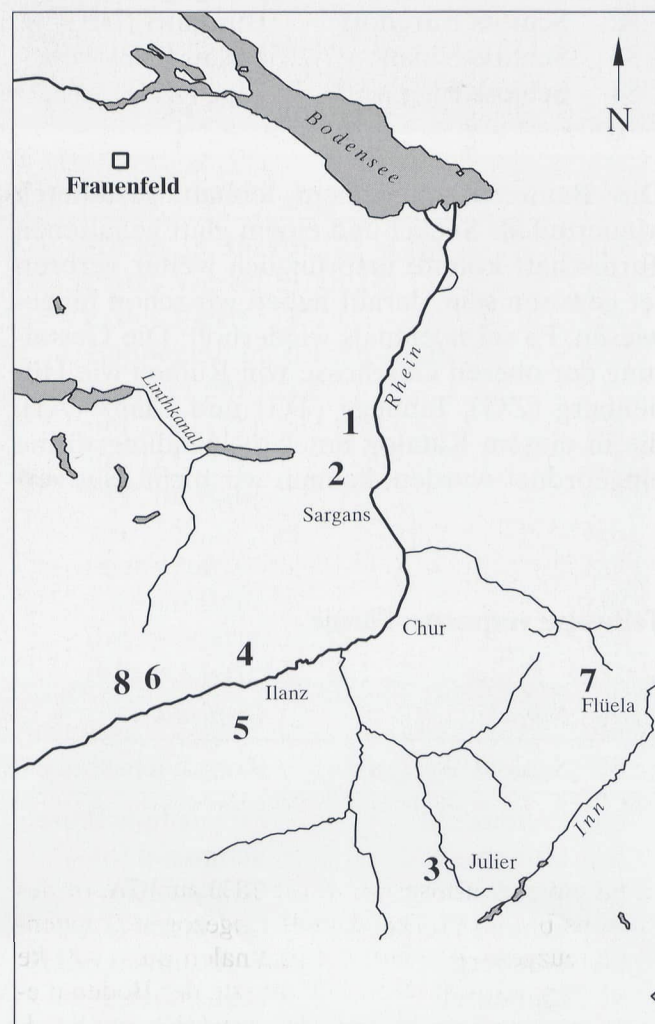 N
Bodensee
Frauenfeld
Rhein
Linthkanal
1
2
Sargans
Chur
4
8 6
7
Ilanz
Flüela
5
Inn
3
Julier